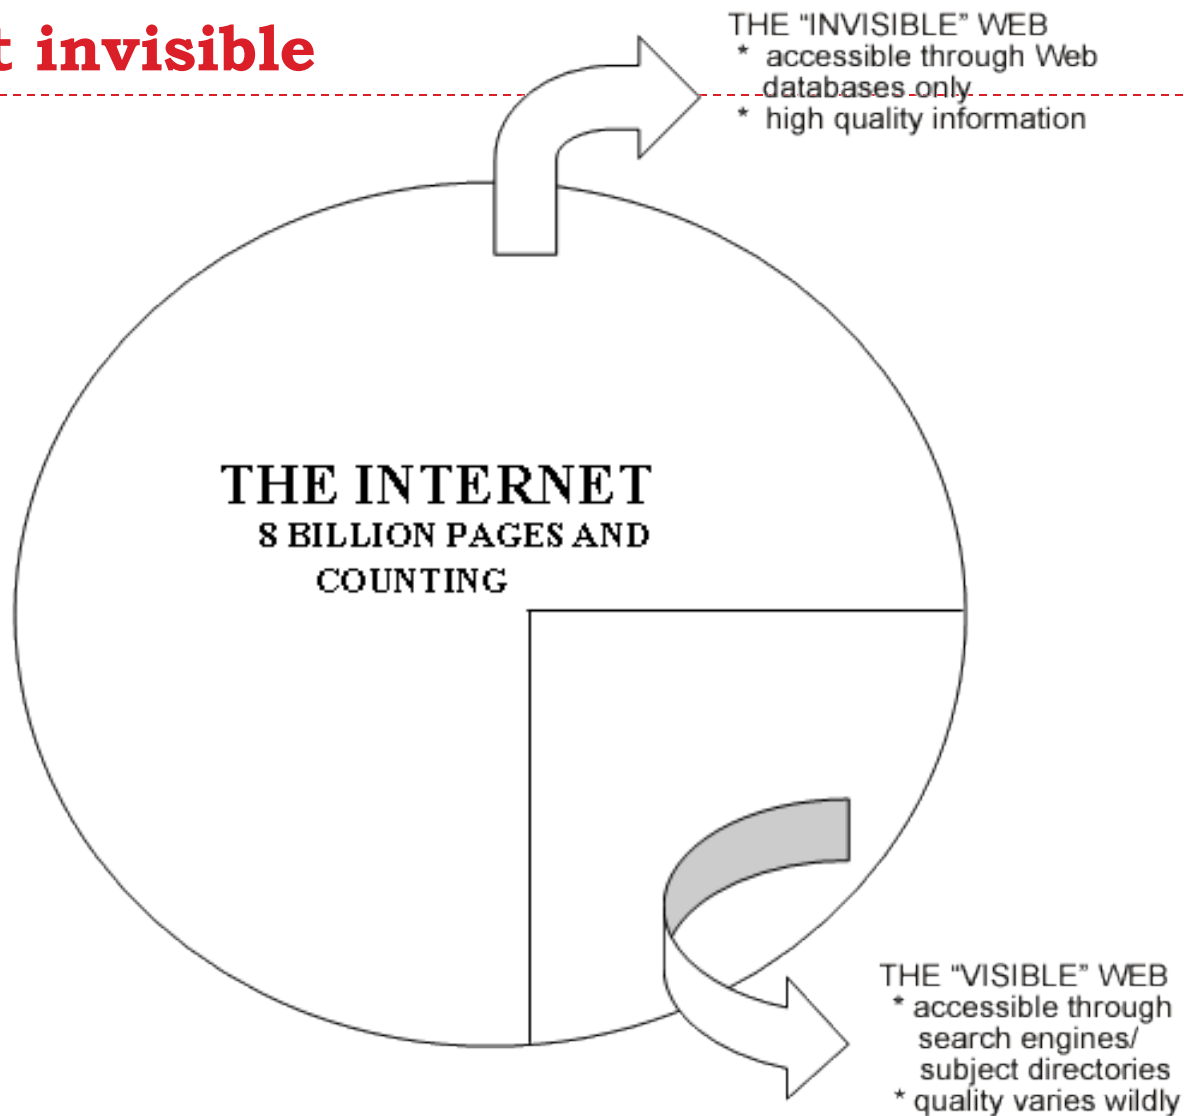 t invisible
THE “INVISIBLE” WEB
* accessible through Web
databases only
* high quality information
THE INTERNET
8 BILLION PAGES AND
COUNTING
THE “VISIBLE” WEB
* accessible through
search engines/
subject directories
* quality varies wildly